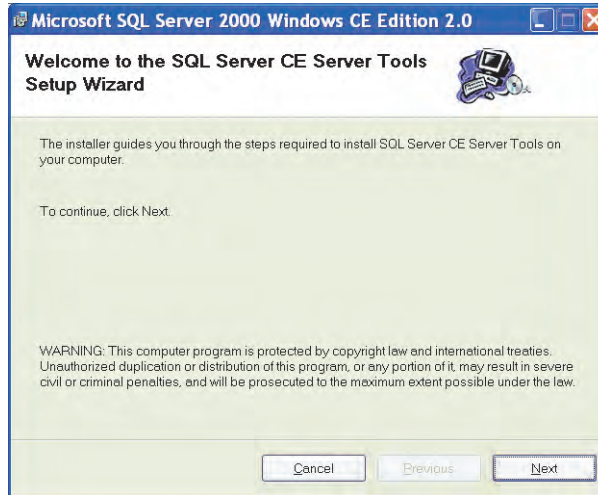 Microsoft SQL Server 2000 Windows CE Edition 2.0
Welcome to the SQL Server CE Server Tools
Setup Wizard
The installer guides you through the steps required to install SQL Server CE Server Tools on
your computer.
To continue, click Next.
WARNING: This computer program is protected by copyright law and international treaties.
Unauthorized duplication or distribution of this program, or any portion of it, may result in severe
civil or criminal penalties, and will be prosecuted to the maximum extent possible under the law.
Cancel Previous Next